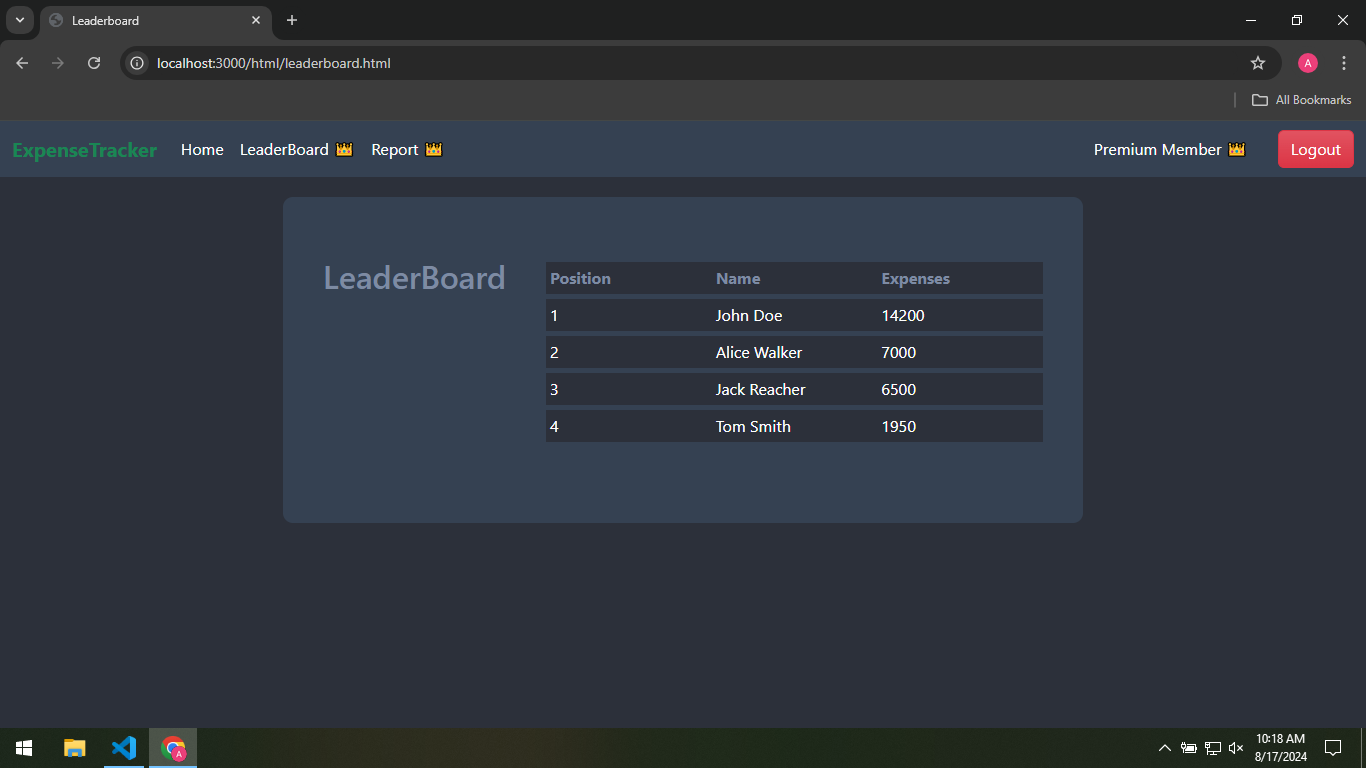 Leaderboard
localhost:3000/html/leaderboard.html
A
All Bookmarks
ExpenseTracker Home LeaderBoard 👑 Report 👑 Premium Member 👑 Logout
LeaderBoard
Position Name Expenses
1 John Doe 14200
2 Alice Walker 7000
3 Jack Reacher 6500
4 Tom Smith 1950
A
10:18 AM
8/17/2024